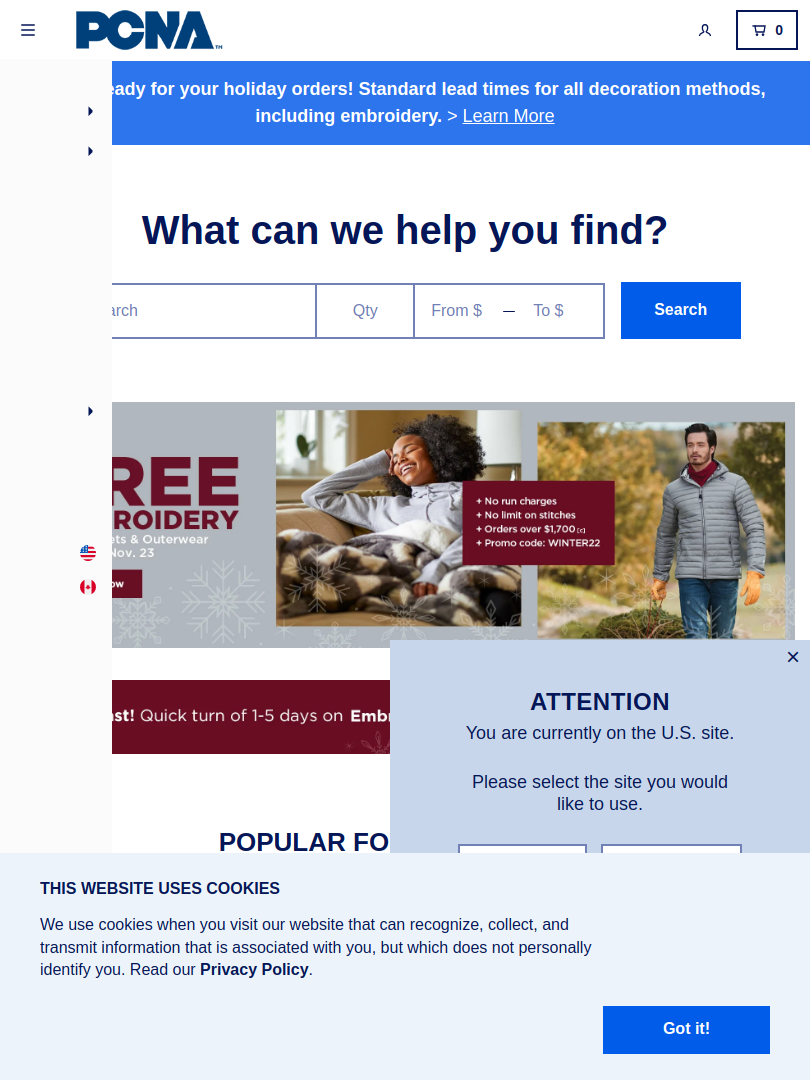 PCNA™
0
eady for your holiday orders! Standard lead times for all decoration methods,
including embroidery. > Learn More
What can we help you find?
arch
Qty
From $
—
To $
Search
REE
BROIDERY
ets & Outerwear
Nov. 23
ow
+ No run charges
+ No limit on stitches
+ Orders over $1,700 [c]
+ Promo code: WINTER22
ast! Quick turn of 1-5 days on Embr
ATTENTION
You are currently on the U.S. site.
Please select the site you would
like to use.
POPULAR FO
THIS WEBSITE USES COOKIES
We use cookies when you visit our website that can recognize, collect, and
transmit information that is associated with you, but which does not personally
identify you. Read our Privacy Policy.
Got it!